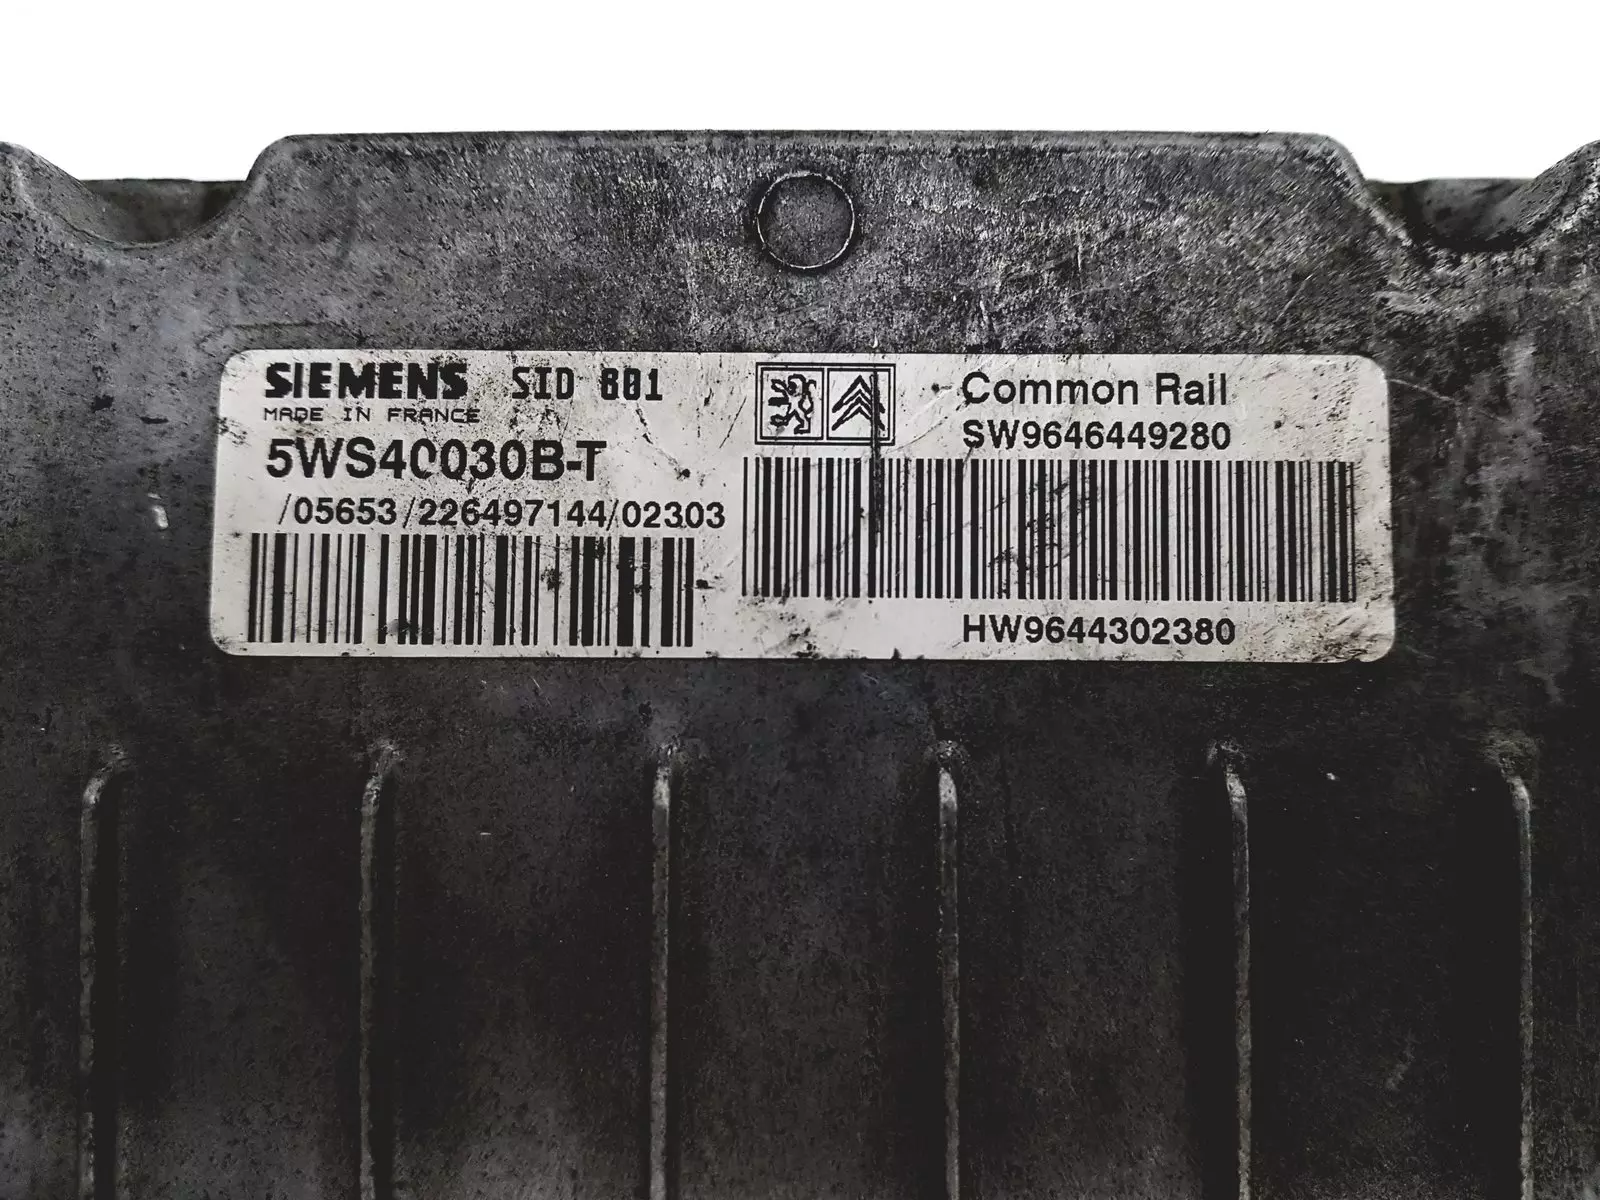 SIEMENS SID 801
MADE IN FRANCE
5WS40030B-T
/05653/226497144/02303
Common Rail
SW9646449280
HW9644302380